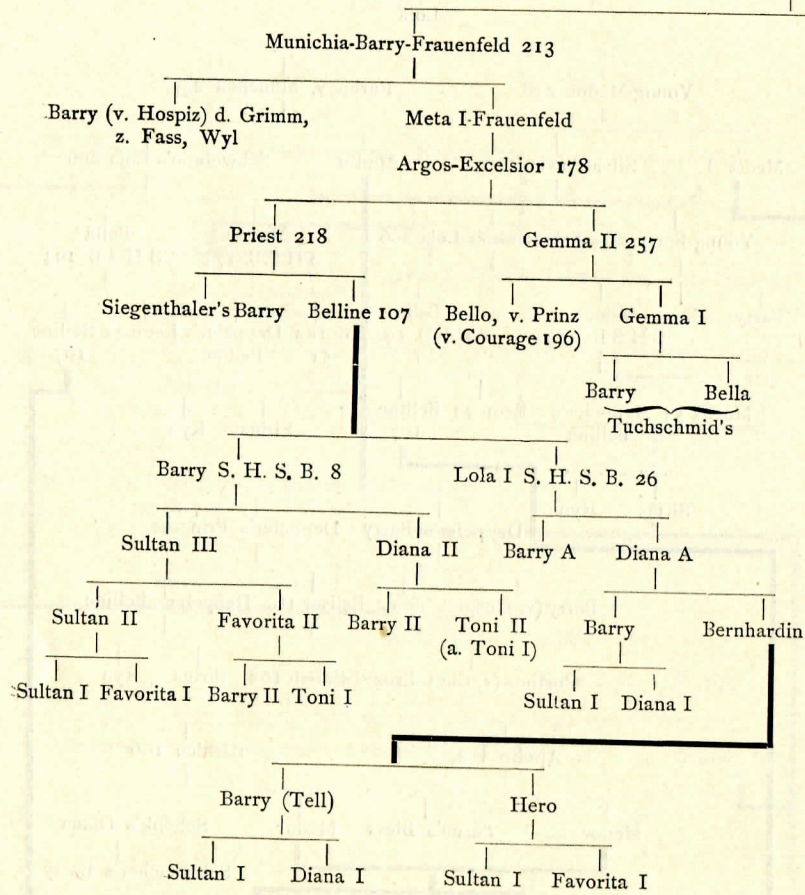 Munichia-Barry-Frauenfeld 213
Barry (v. Hospiz) d. Grimm, z. Fass, Wyl
Meta I-Frauenfeld
Argos-Excelsior 178
Priest 218
Gemma II 257
Siegenthaler's Barry
Belline 107
Bello, v. Prinz
(v. Courage 196)
Gemma I
Barry
Bella
Tuchschmid's
Barry S. H. S. B. 8
Lola I S. H. S. B. 26
Sultan III
Diana II
Barry A
Diana A
Sultan II
Favorita II
Barry II
Toni II
(a. Toni I)
Barry
Bernhardin
Sultan I
Favorita I
Barry II
Toni I
Sultan I
Diana I
Barry (Tell)
Hero
Sultan I
Diana I
Sultan I
Favorita I